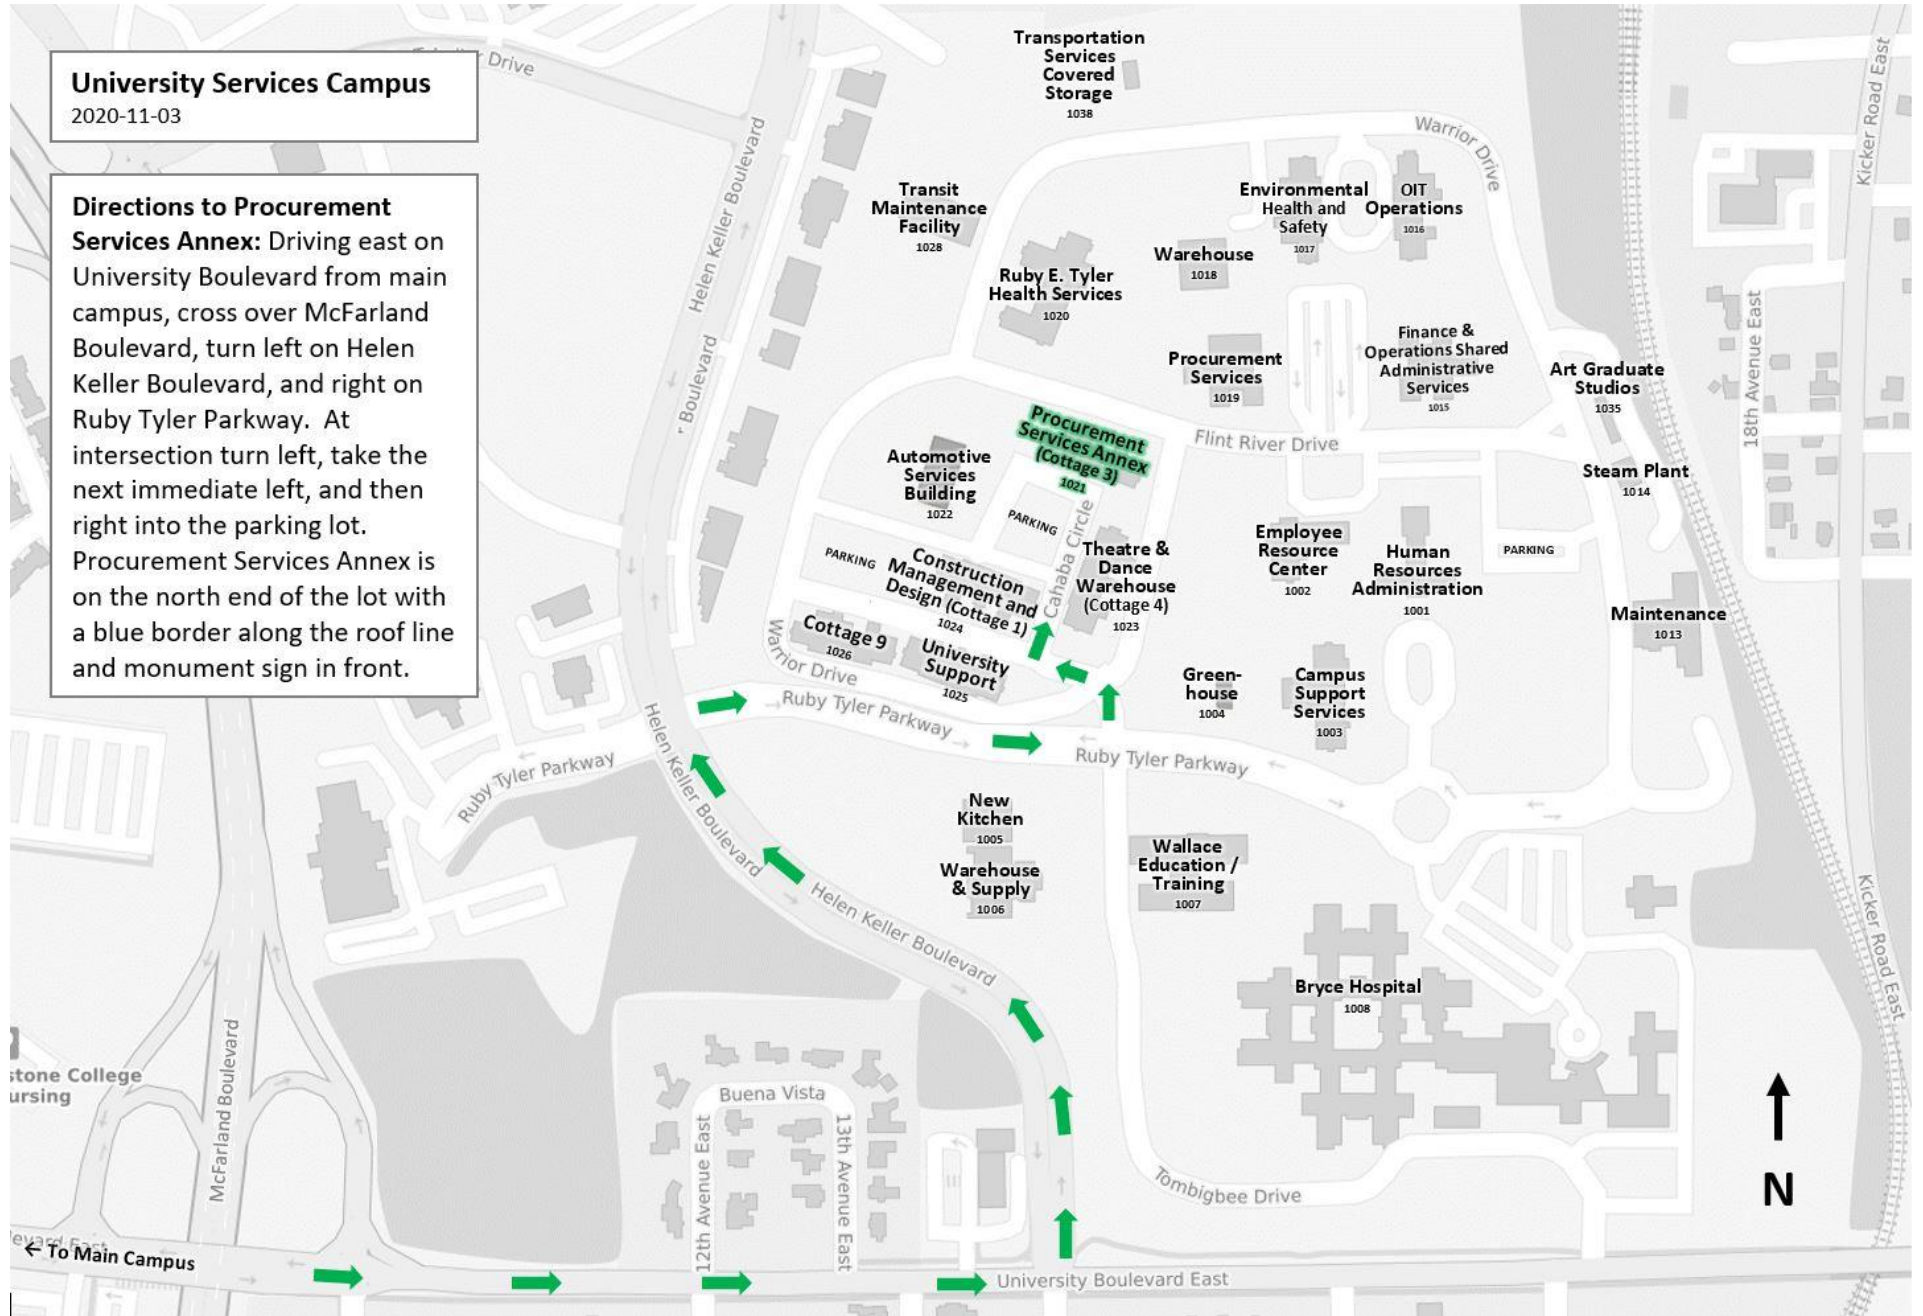 University Services Campus
2020-11-03
Directions to Procurement
Services Annex: Driving east on
University Boulevard from main
campus, cross over McFarland
Boulevard, turn left on Helen
Keller Boulevard, and right on
Ruby Tyler Parkway. At
intersection turn left, take the
next immediate left, and then
right into the parking lot.
Procurement Services Annex is
on the north end of the lot with
a blue border along the roof line
and monument sign in front.
Drive
Transportation
Services
Covered
Storage
1038
Warrior Drive
Kicker Road East
Helen Keller Boulevard
Transit
Maintenance
Facility
1028
Environmental
Health and
Safety
1017
OIT
Operations
1016
Warehouse
1018
Ruby E. Tyler
Health Services
1020
18th Avenue East
r Boulevard
Procurement
Services
1019
Finance &
Operations Shared
Administrative
Services
1015
Art Graduate
Studios
1035
Flint River Drive
Procurement
Services Annex
(Cottage 3)
1021
Automotive
Services
Building
1022
Steam Plant
1014
PARKING
Cahaba Circle
PARKING
Construction
Management and
Design (Cottage 1)
1024
Theatre &
Dance
Warehouse
(Cottage 4)
1023
Employee
Resource
Center
1002
Human
Resources
Administration
1001
PARKING
Maintenance
1013
Cottage 9
1026
University
Support
1025
Warrior Drive
Green-
house
1004
Campus
Support
Services
1003
Ruby Tyler Parkway
Ruby Tyler Parkway
Ruby Tyler Parkway
Helen Keller Boulevard
New
Kitchen
1005
Warehouse
& Supply
1006
Wallace
Education /
Training
1007
Helen Keller Boulevard
Kicker Road East
Bryce Hospital
1008
stone College
ursing
McFarland Boulevard
Buena Vista
12th Avenue East
13th Avenue East
Tombigbee Drive
N
evard East
← To Main Campus
University Boulevard East